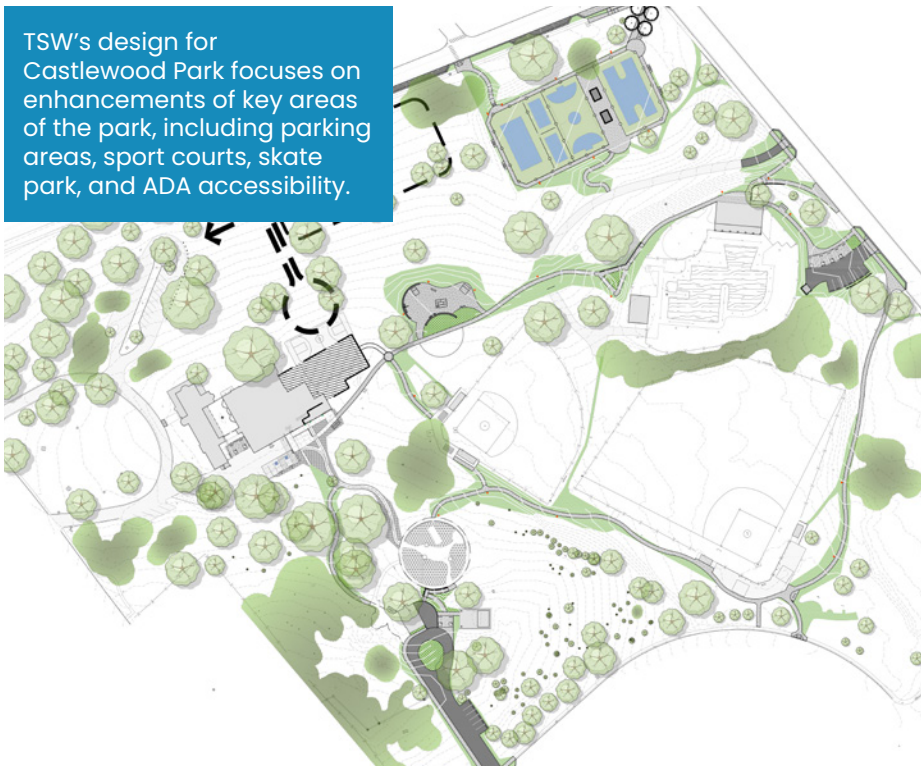 TSW’s design for
Castlewood Park focuses on
enhancements of key areas
of the park, including parking
areas, sport courts, skate
park, and ADA accessibility.